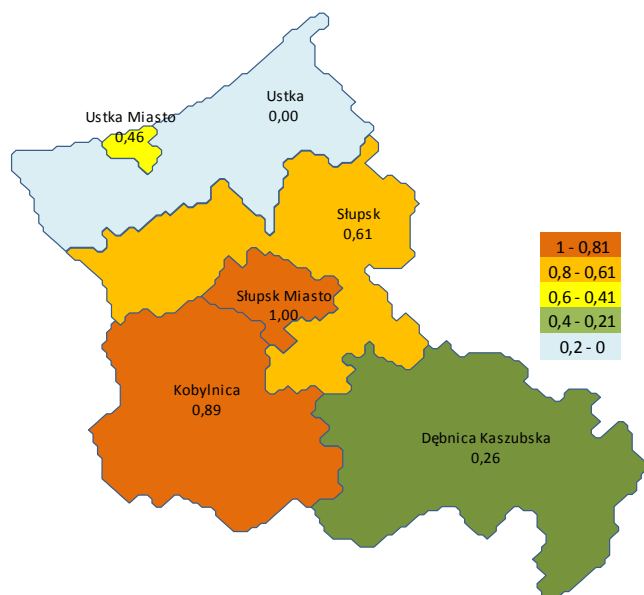 Ustka
0,00
Ustka Miasto
0,46
Słupsk
0,61
1 - 0,81
0,8 - 0,61
0,6 - 0,41
0,4 - 0,21
0,2 - 0
Słupsk Miasto
1,00
Kobylnica
0,89
Dębnica Kaszubska
0,26